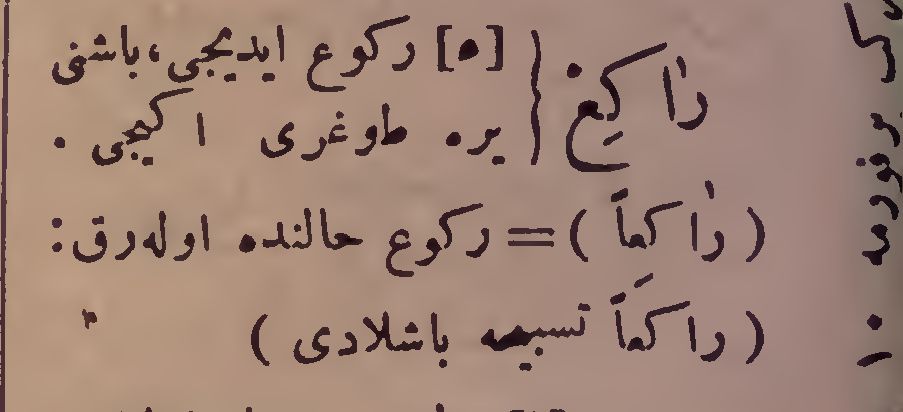 راكِعْ } [ه] ركوع ايديجى، باشنى
يره طوغرى اكيجى .
( راكعاً ) = ركوع حالنده اولەرق :
( راكعاً تسبيحه باشلادى )